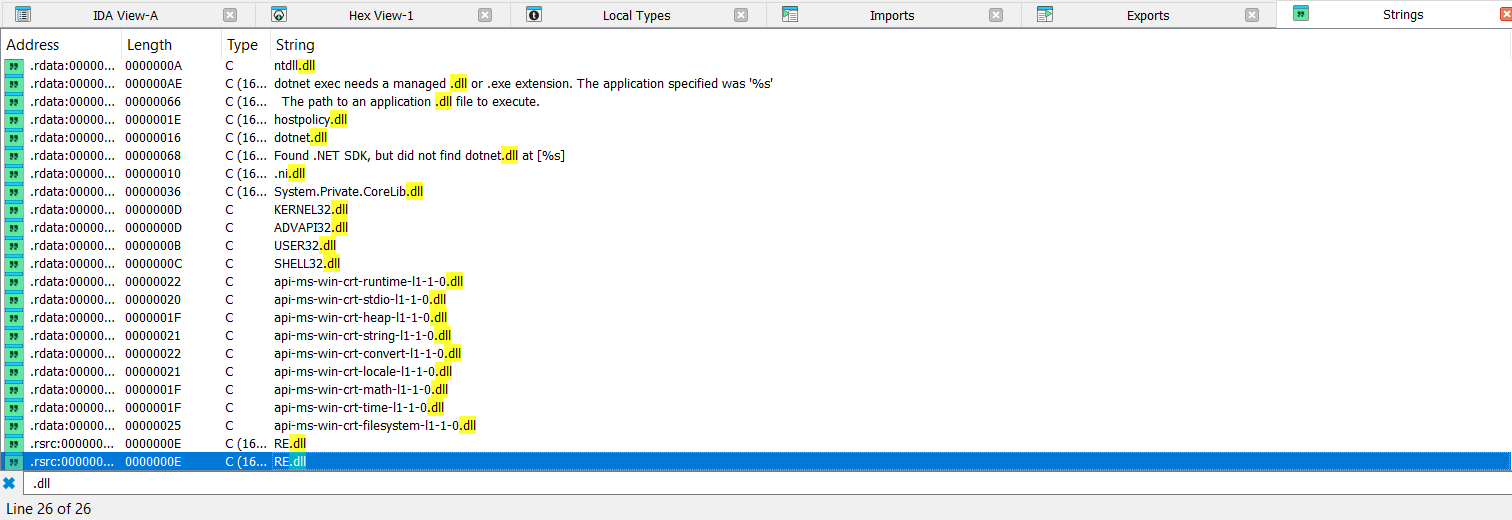 IDA View-A Hex View-1 Local Types Imports Exports Strings
Address Length Type String
.rdata:00000... 0000000A C ntdll.dll
.rdata:00000... 000000AE C (16... dotnet exec needs a managed .dll or .exe extension. The application specified was '%s'
.rdata:00000... 00000066 C (16... The path to an application .dll file to execute.
.rdata:00000... 0000001E C (16... hostpolicy.dll
.rdata:00000... 00000016 C (16... dotnet.dll
.rdata:00000... 00000068 C (16... Found .NET SDK, but did not find dotnet.dll at [%s]
.rdata:00000... 00000010 C (16... .ni.dll
.rdata:00000... 00000036 C (16... System.Private.CoreLib.dll
.rdata:00000... 0000000D C KERNEL32.dll
.rdata:00000... 0000000D C ADVAPI32.dll
.rdata:00000... 0000000B C USER32.dll
.rdata:00000... 0000000C C SHELL32.dll
.rdata:00000... 00000022 C api-ms-win-crt-runtime-l1-1-0.dll
.rdata:00000... 00000020 C api-ms-win-crt-stdio-l1-1-0.dll
.rdata:00000... 0000001F C api-ms-win-crt-heap-l1-1-0.dll
.rdata:00000... 00000021 C api-ms-win-crt-string-l1-1-0.dll
.rdata:00000... 00000022 C api-ms-win-crt-convert-l1-1-0.dll
.rdata:00000... 00000021 C api-ms-win-crt-locale-l1-1-0.dll
.rdata:00000... 0000001F C api-ms-win-crt-math-l1-1-0.dll
.rdata:00000... 0000001F C api-ms-win-crt-time-l1-1-0.dll
.rdata:00000... 00000025 C api-ms-win-crt-filesystem-l1-1-0.dll
.rsrc:000000... 0000000E C (16... RE.dll
.rsrc:000000... 0000000E C (16... RE.dll
.dll
Line 26 of 26